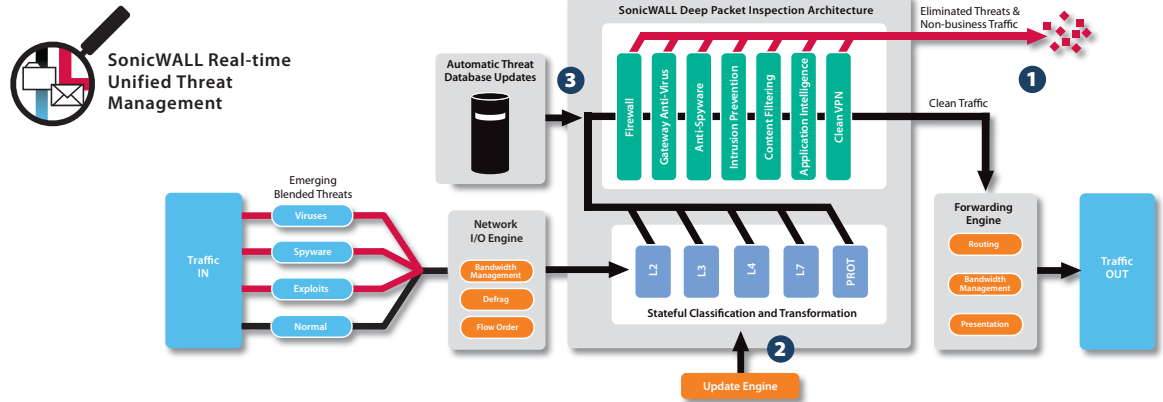 SonicWALL Real-time
Unified Threat
Management
SonicWALL Deep Packet Inspection Architecture
Eliminated Threats &
Non-business Traffic
1
Automatic Threat
Database Updates
3
Firewall
Gateway Anti-Virus
Anti-Spyware
Intrusion Prevention
Content Filtering
Application Intelligence
Clean VPN
Clean Traffic
Emerging
Blended Threats
Traffic
IN
Viruses
Spyware
Exploits
Normal
Network
I/O Engine
Bandwidth
Management
Defrag
Flow Order
L2
L3
L4
L7
PROT
Stateful Classification and Transformation
2
Update Engine
Forwarding
Engine
Routing
Bandwidth
Management
Presentation
Traffic
OUT